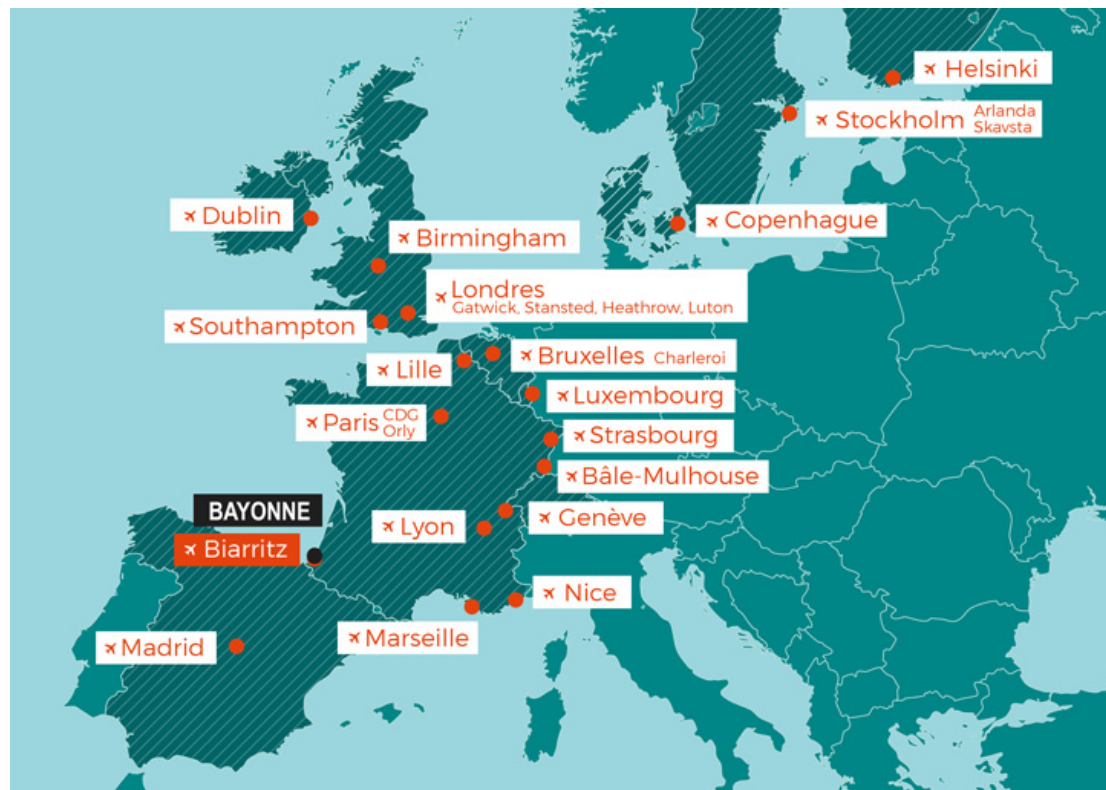 Helsinki
Stockholm Arlanda
Skavsta
Dublin
Copenhague
Birmingham
Londres
Gatwick, Stansted, Heathrow, Luton
Southampton
Bruxelles Charleroi
Lille
Luxembourg
Paris CDG
Orly
Strasbourg
Bâle-Mulhouse
BAYONNE
Lyon
Genève
Biarritz
Nice
Marseille
Madrid